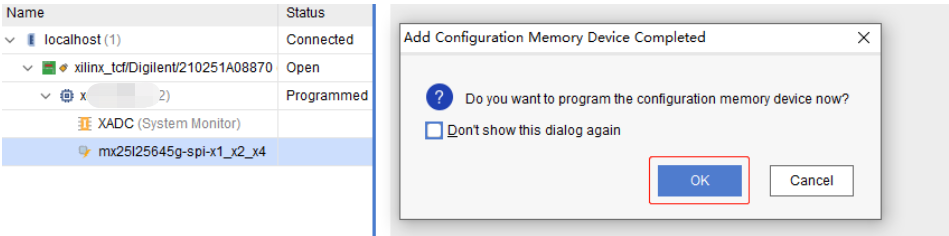 Name Status
localhost (1) Connected
xilinx_tcf/Digilent/210251A08870 Open
x 2) Programmed
XADC (System Monitor)
mx25l25645g-spi-x1_x2_x4
Add Configuration Memory Device Completed
Do you want to program the configuration memory device now?
Don't show this dialog again
OK Cancel